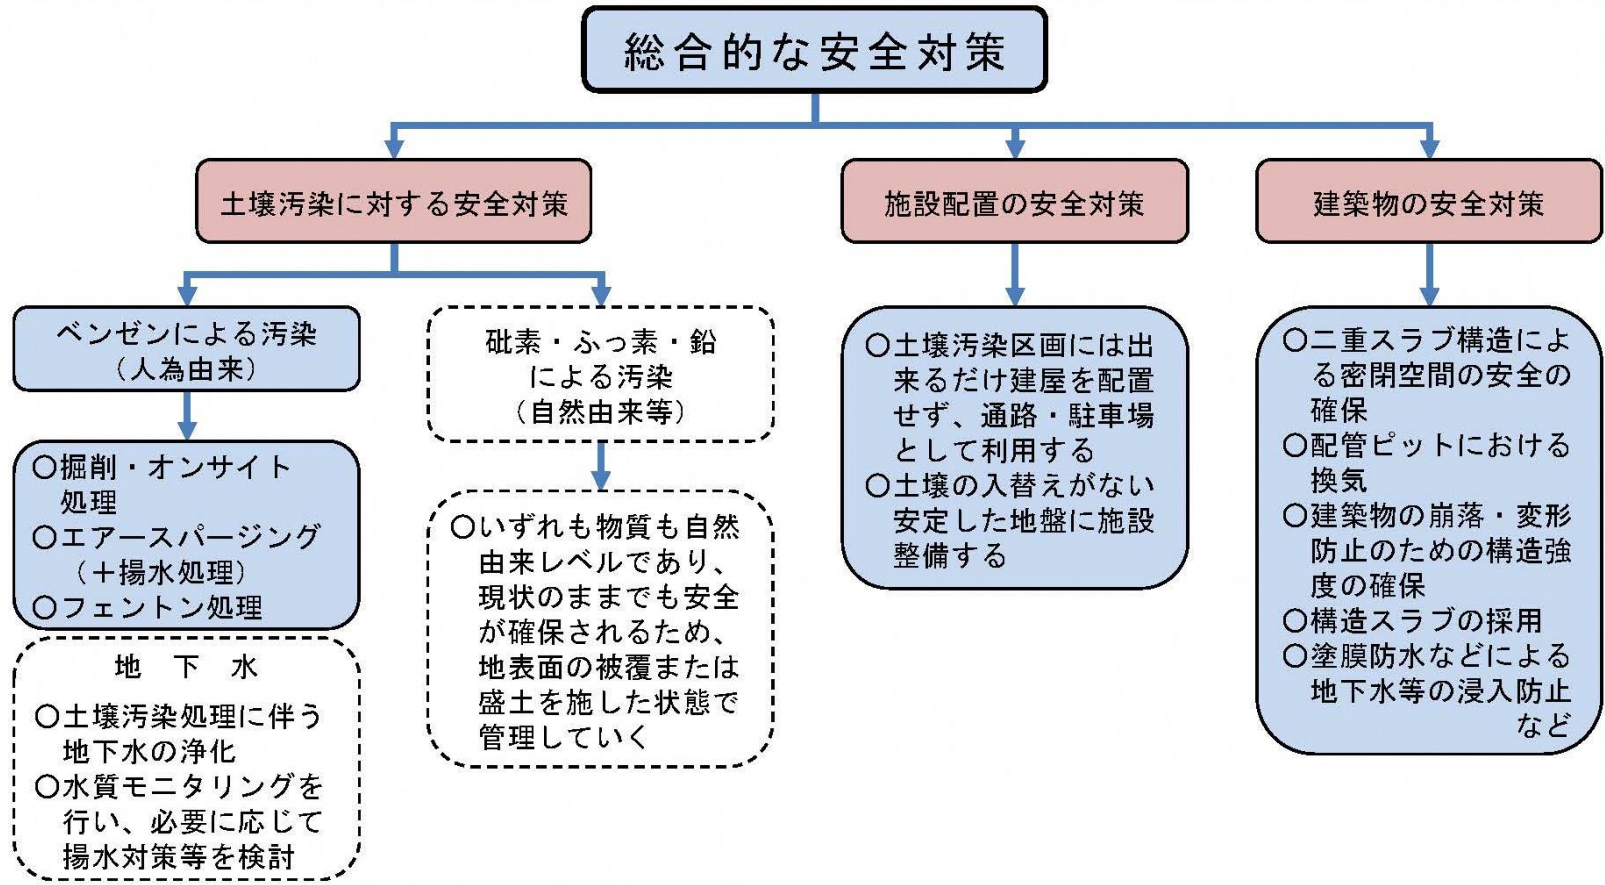 総合的な安全対策
土壌汚染に対する安全対策
施設配置の安全対策
建築物の安全対策
ベンゼンによる汚染
（人為由来）
砒素・ふっ素・鉛
による汚染
（自然由来等）
○掘削・オンサイト
処理
○エアースパージング
（＋揚水処理）
○フェントン処理
地　下　水
○土壌汚染処理に伴う
地下水の浄化
○水質モニタリングを
行い、必要に応じて
揚水対策等を検討
○いずれも物質も自然
由来レベルであり、
現状のままでも安全
が確保されるため、
地表面の被覆または
盛土を施した状態で
管理していく
○土壌汚染区画には出
来るだけ建屋を配置
せず、通路・駐車場
として利用する
○土壌の入替えがない
安定した地盤に施設
整備する
○二重スラブ構造によ
る密閉空間の安全の
確保
○配管ピットにおける
換気
○建築物の崩落・変形
防止のための構造強
度の確保
○構造スラブの採用
○塗膜防水などによる
地下水等の浸入防止
など